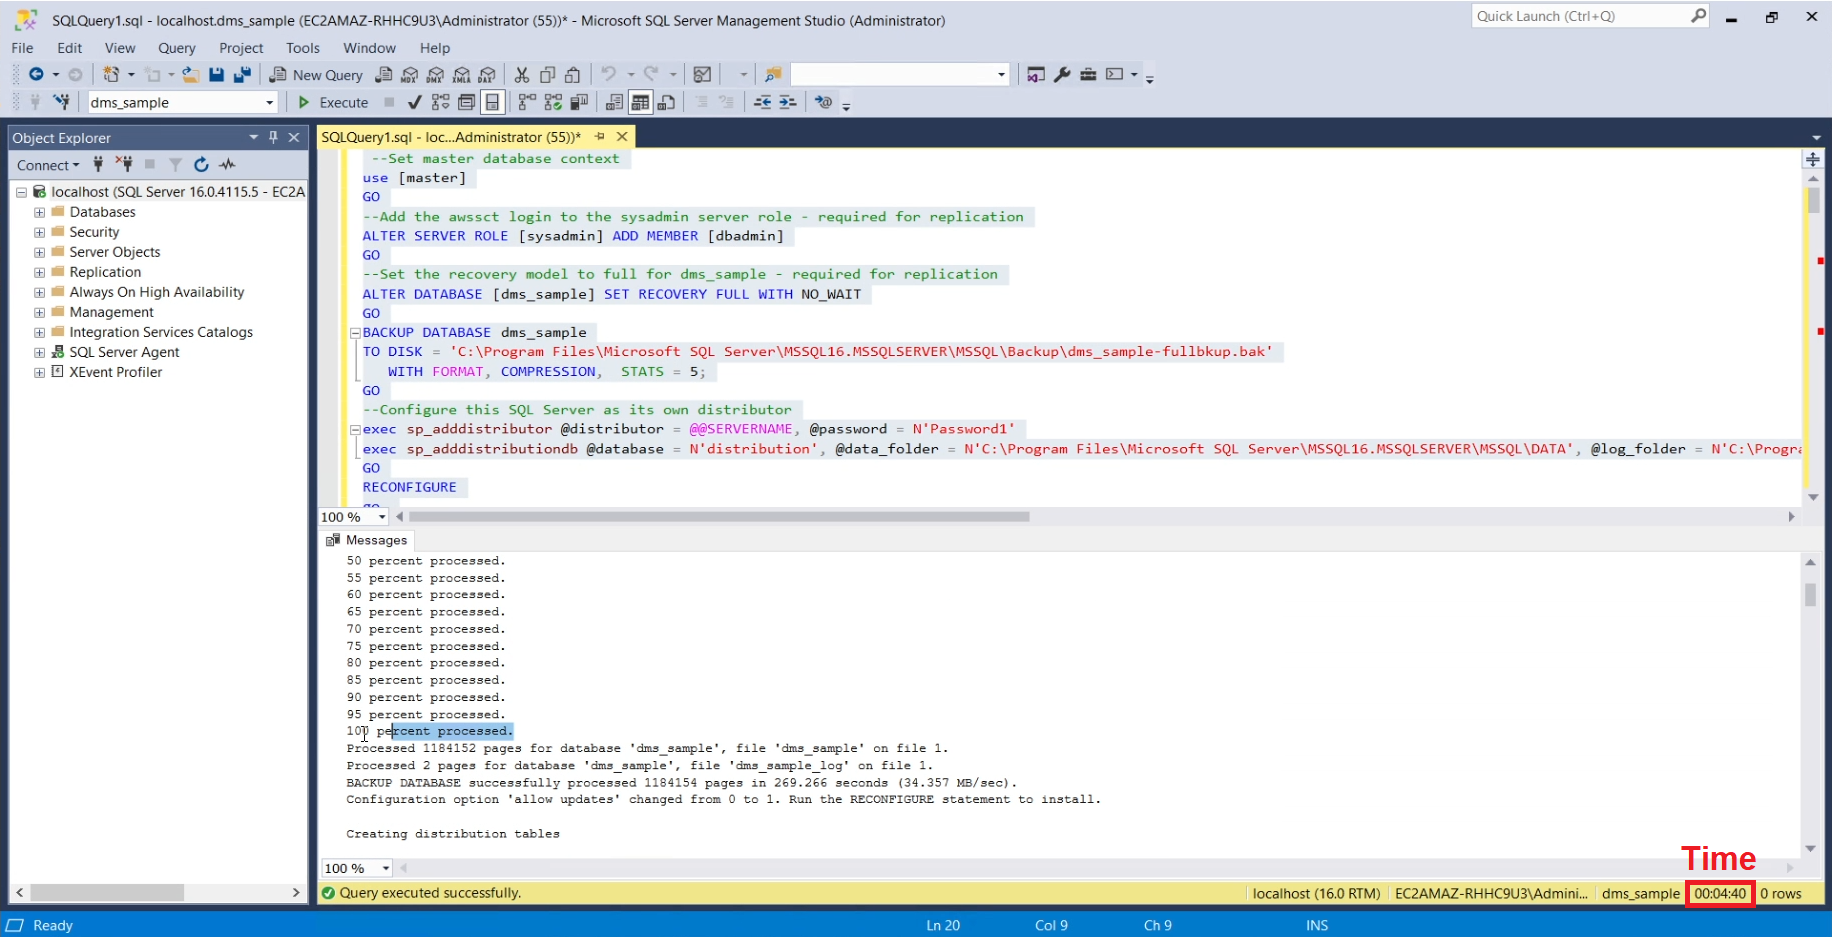 SQLQuery1.sql - localhost.dms_sample (EC2AMAZ-RHHC9U3\Administrator (55))* - Microsoft SQL Server Management Studio (Administrator)
Quick Launch (Ctrl+Q)
File Edit View Query Project Tools Window Help
New Query MDX DMX XMLA DAX
dms_sample Execute
Object Explorer
Connect
localhost (SQL Server 16.0.4115.5 - EC2A
Databases
Security
Server Objects
Replication
Always On High Availability
Management
Integration Services Catalogs
SQL Server Agent
XEvent Profiler
SQLQuery1.sql - loc...Administrator (55))*
--Set master database context
use [master]
GO
--Add the awssct login to the sysadmin server role - required for replication
ALTER SERVER ROLE [sysadmin] ADD MEMBER [dbadmin]
GO
--Set the recovery model to full for dms_sample - required for replication
ALTER DATABASE [dms_sample] SET RECOVERY FULL WITH NO_WAIT
GO
BACKUP DATABASE dms_sample
TO DISK = 'C:\Program Files\Microsoft SQL Server\MSSQL16.MSSQLSERVER\MSSQL\Backup\dms_sample-fullbkup.bak'
WITH FORMAT, COMPRESSION, STATS = 5;
GO
--Configure this SQL Server as its own distributor
exec sp_adddistributor @distributor = @@SERVERNAME, @password = N'Password1'
exec sp_adddistributiondb @database = N'distribution', @data_folder = N'C:\Program Files\Microsoft SQL Server\MSSQL16.MSSQLSERVER\MSSQL\DATA', @log_folder = N'C:\Progra
GO
RECONFIGURE
go
100 %
Messages
50 percent processed.
55 percent processed.
60 percent processed.
65 percent processed.
70 percent processed.
75 percent processed.
80 percent processed.
85 percent processed.
90 percent processed.
95 percent processed.
100 percent processed.
Processed 1184152 pages for database 'dms_sample', file 'dms_sample' on file 1.
Processed 2 pages for database 'dms_sample', file 'dms_sample_log' on file 1.
BACKUP DATABASE successfully processed 1184154 pages in 269.266 seconds (34.357 MB/sec).
Configuration option 'allow updates' changed from 0 to 1. Run the RECONFIGURE statement to install.
Creating distribution tables
Time
100 %
Query executed successfully. localhost (16.0 RTM) EC2AMAZ-RHHC9U3\Admini... dms_sample 00:04:40 0 rows
Ready Ln 20 Col 9 Ch 9 INS